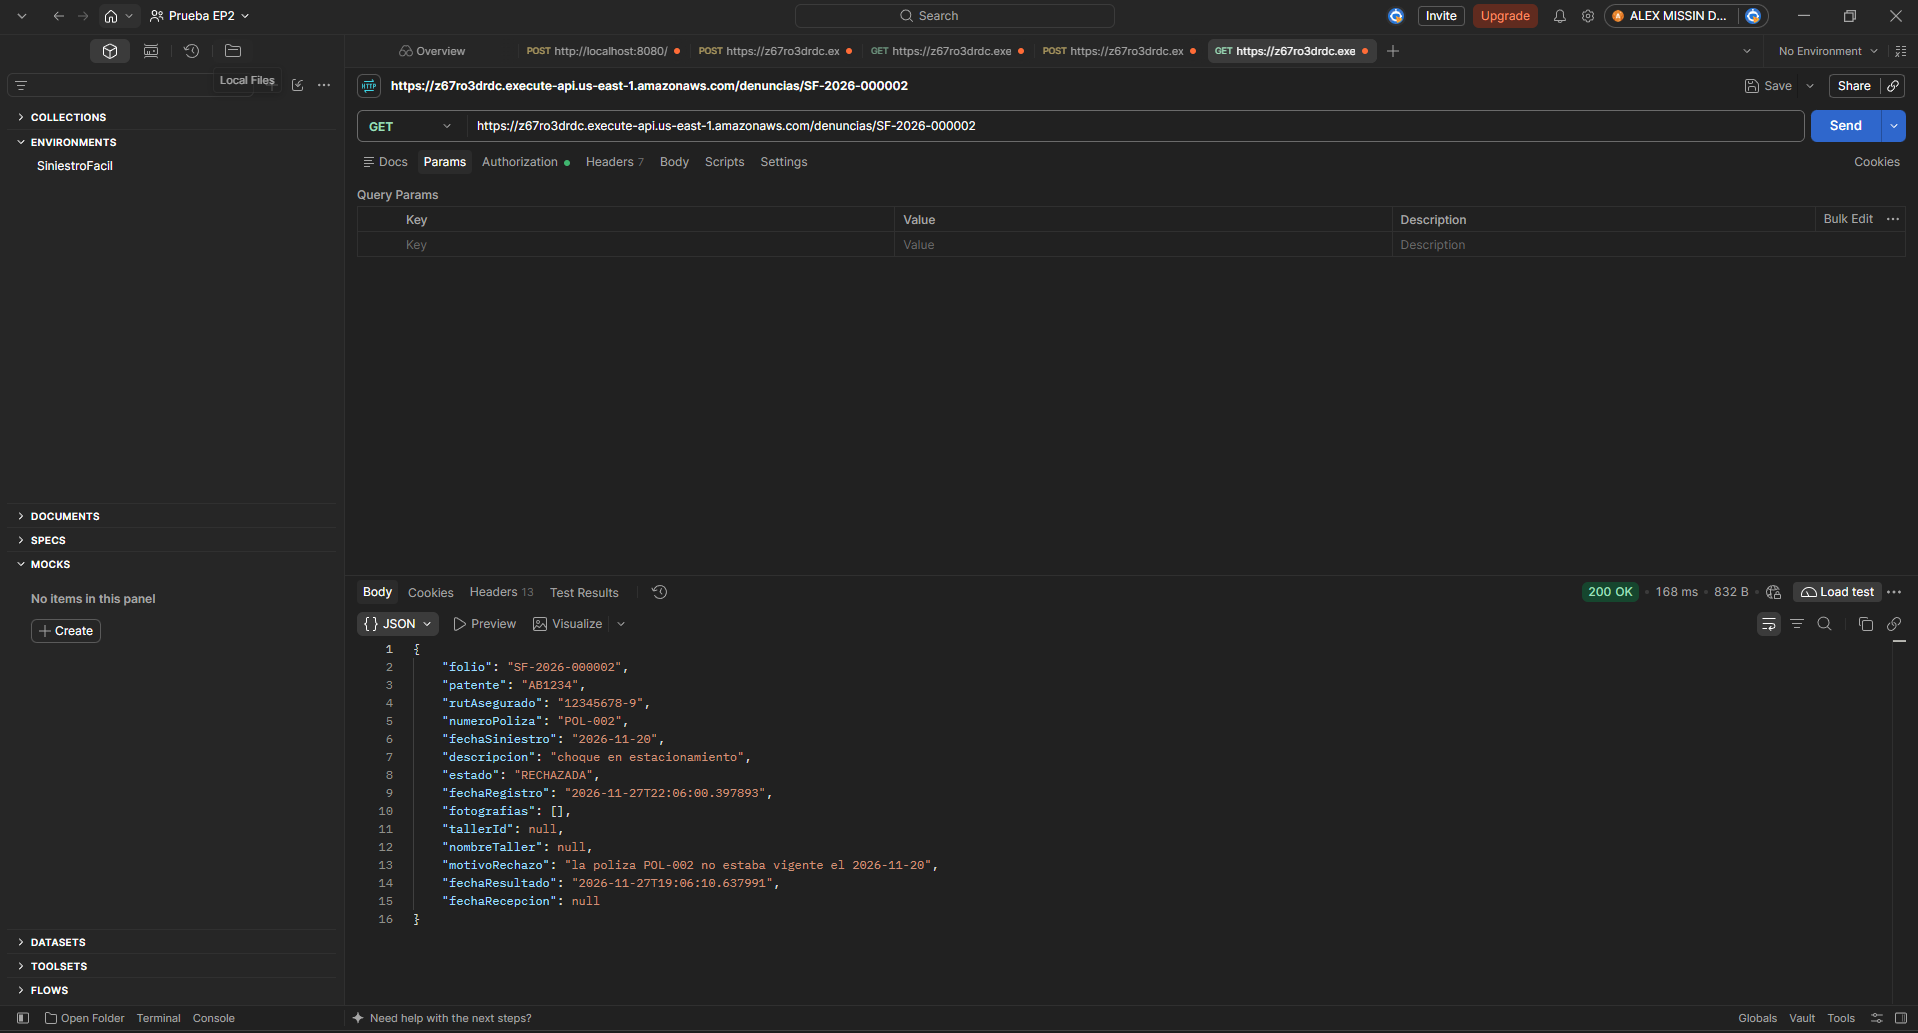 Prueba EP2
Search
Invite
Upgrade
ALEX MISSIN D...
Local Files
COLLECTIONS
ENVIRONMENTS
SiniestroFacil
DOCUMENTS
SPECS
MOCKS
No items in this panel
Create
DATASETS
TOOLSETS
FLOWS
Overview
POST http://localhost:8080/
POST https://z67ro3drdc.ex
GET https://z67ro3drdc.exe
POST https://z67ro3drdc.ex
GET https://z67ro3drdc.exe
No Environment
HTTP https://z67ro3drdc.execute-api.us-east-1.amazonaws.com/denuncias/SF-2026-000002
Save
Share
GET https://z67ro3drdc.execute-api.us-east-1.amazonaws.com/denuncias/SF-2026-000002
Send
Docs Params Authorization Headers 7 Body Scripts Settings
Cookies
Query Params
Key Value Description Bulk Edit
Key Value Description
Body Cookies Headers 13 Test Results
200 OK 168 ms 832 B Load test
{} JSON Preview Visualize
1 {
2 "folio": "SF-2026-000002",
3 "patente": "AB1234",
4 "rutAsegurado": "12345678-9",
5 "numeroPoliza": "POL-002",
6 "fechaSiniestro": "2026-11-20",
7 "descripcion": "choque en estacionamiento",
8 "estado": "RECHAZADA",
9 "fechaRegistro": "2026-11-27T22:06:00.397893",
10 "fotografias": [],
11 "tallerId": null,
12 "nombreTaller": null,
13 "motivoRechazo": "la poliza POL-002 no estaba vigente el 2026-11-20",
14 "fechaResultado": "2026-11-27T19:06:10.637991",
15 "fechaRecepcion": null
16 }
Open Folder Terminal Console
Need help with the next steps?
Globals Vault Tools